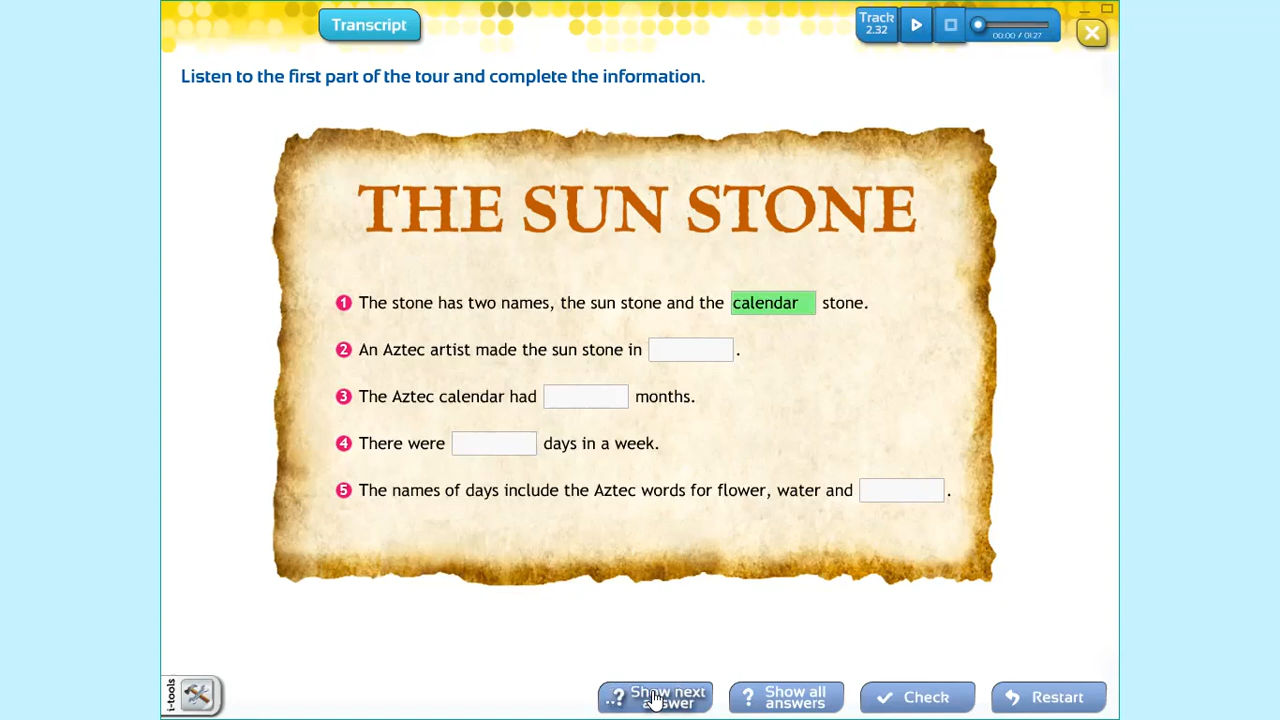 Transcript
Track
2.32
00:00 / 01:27
Listen to the first part of the tour and complete the information.
THE SUN STONE
1 The stone has two names, the sun stone and the calendar stone.
2 An Aztec artist made the sun stone in .
3 The Aztec calendar had months.
4 There were days in a week.
5 The names of days include the Aztec words for flower, water and .
i-tools
..? Show next
answer
? Show all
answers
Check
Restart